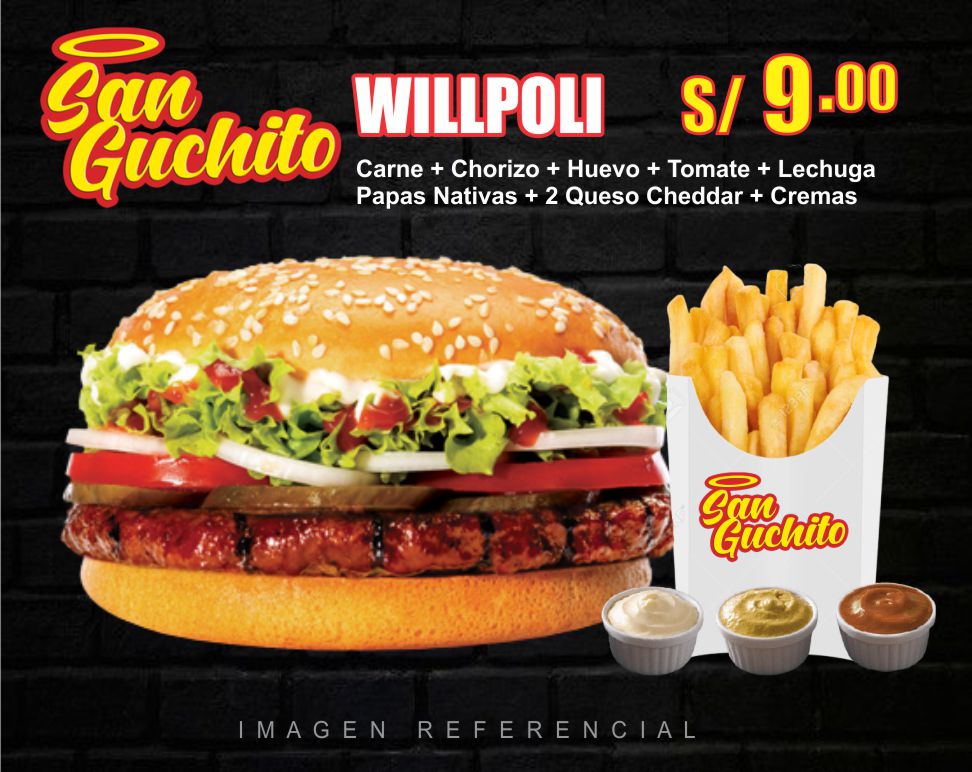 San
Guchito
WILLPOLI
S/ 9.00
Carne + Chorizo + Huevo + Tomate + Lechuga
Papas Nativas + 2 Queso Cheddar + Cremas
San
Guchito
IMAGEN REFERENCIAL